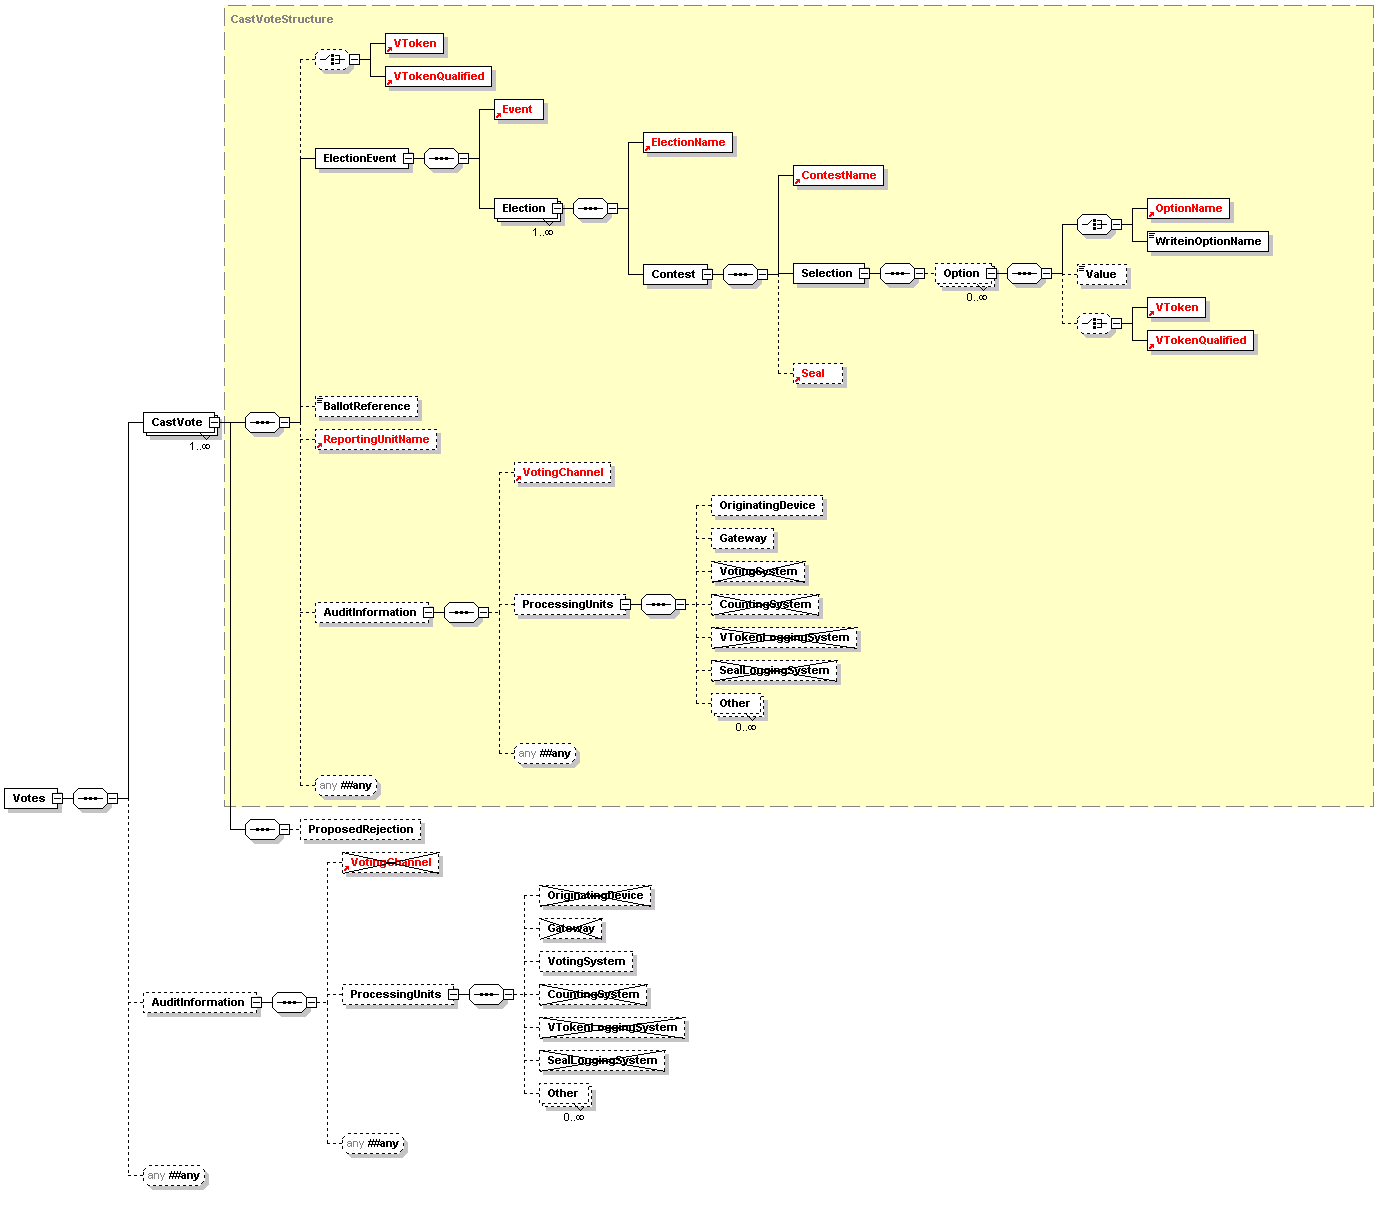 CastVoteStructure
VToken
VTokenQualified
Event
ElectionEvent
ElectionName
ContestName
Election
1..∞
OptionName
WriteinOptionName
Contest
Selection
Option
0..∞
Value
VToken
VTokenQualified
Seal
BallotReference
CastVote
1..∞
ReportingUnitName
VotingChannel
OriginatingDevice
Gateway
VotingSystem
ProcessingUnits
CountingSystem
AuditInformation
VTokenLoggingSystem
SealLoggingSystem
Other
0..∞
any ##any
any ##any
Votes
ProposedRejection
VotingChannel
OriginatingDevice
Gateway
VotingSystem
ProcessingUnits
CountingSystem
AuditInformation
VTokenLoggingSystem
SealLoggingSystem
Other
0..∞
any ##any
any ##any